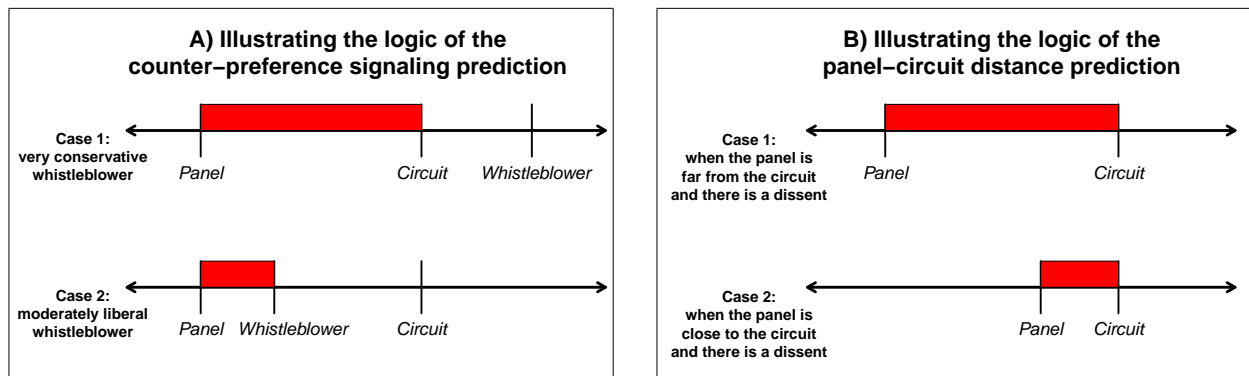 A) Illustrating the logic of the
counter−preference signaling prediction
Case 1:
very conservative
whistleblower
Panel
Circuit
Whistleblower
Case 2:
moderately liberal
whistleblower
Panel
Whistleblower
Circuit
B) Illustrating the logic of the
panel−circuit distance prediction
Case 1:
when the panel is
far from the circuit
and there is a dissent
Panel
Circuit
Case 2:
when the panel is
close to the circuit
and there is a dissent
Panel
Circuit